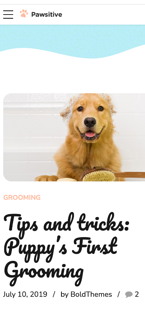 Pawsitive
GROOMING
Tips and tricks:
Puppy's First
Grooming
July 10, 2019 / by BoldThemes / 2